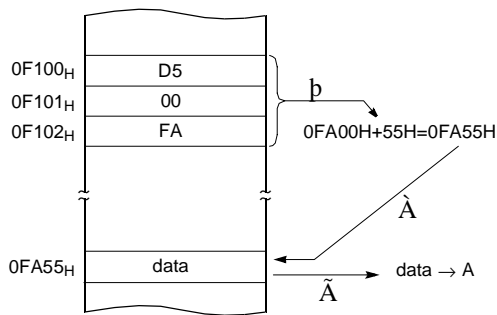 0F100H D5
0F101H 00
0F102H FA
þ
0FA00H+55H=0FA55H
À
0FA55H data
Ã
data → A